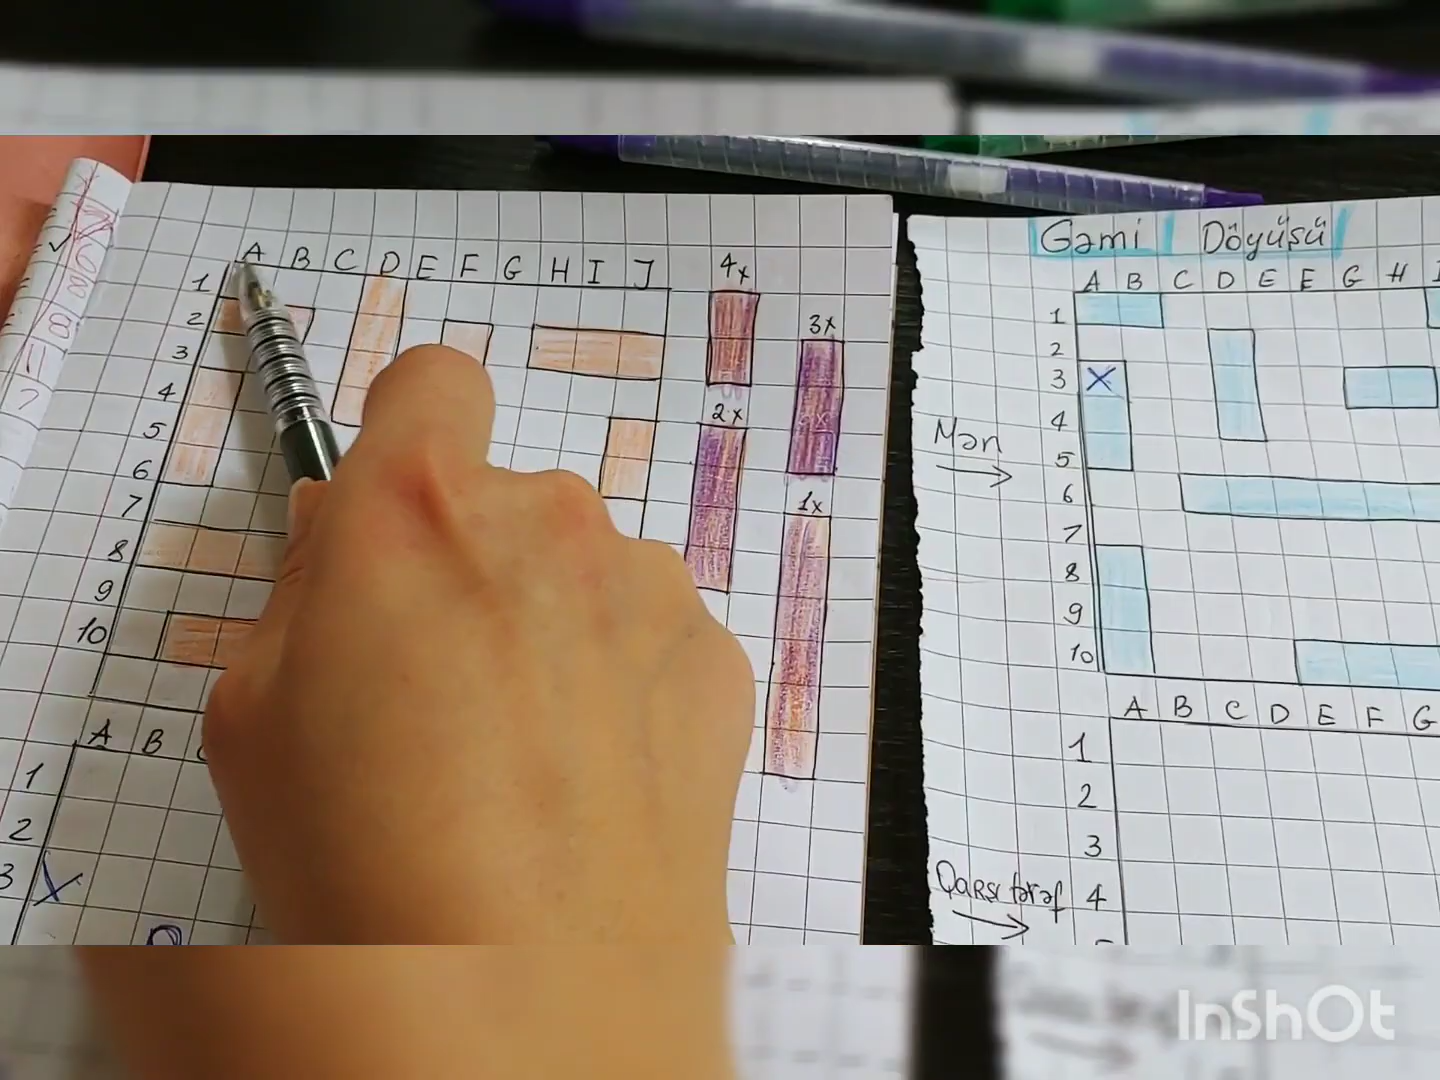 A B C D E F G H I J
1
2
3
4
5
6
7
8
9
10
4x
3x
2x
1x
A B
1
2
3
X
Gəmi Döyüşü
A B C D E F G H
1
2
3 X
4
5
6
7
8
9
10
Mən
A B C D E F G
1
2
3
4
Qarşı tərəf
InShOt